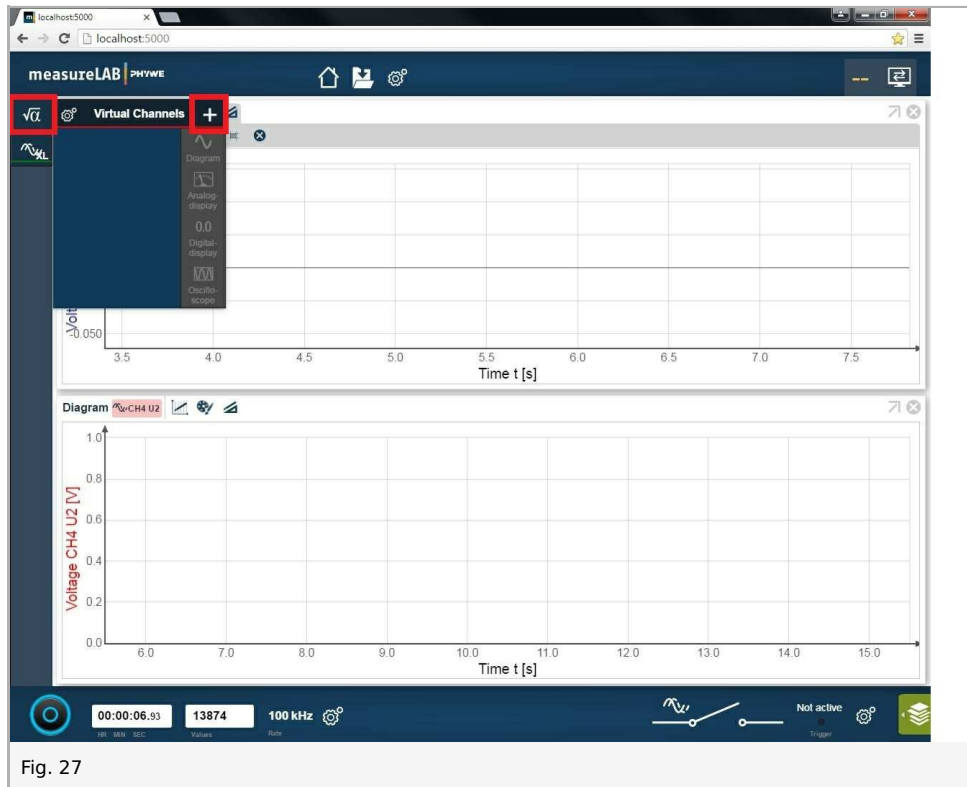 localhost:5000
localhost:5000
measureLAB PHYWE
--
√α Virtual Channels +
XL
Diagram
Analog-
display
0.0
Digital-
display
Oscillo-
scope
Volt
-0.050
3.5 4.0 4.5 5.0 5.5 6.0 6.5 7.0 7.5
Time t [s]
Diagram CH4 U2
1.0
0.8
0.6
0.4
0.2
0.0
Voltage CH4 U2 [V]
6.0 7.0 8.0 9.0 10.0 11.0 12.0 13.0 14.0 15.0
Time t [s]
00:00:06.93 13874 100 kHz Not active
HR MIN SEC Values Rate Trigger
Fig. 27